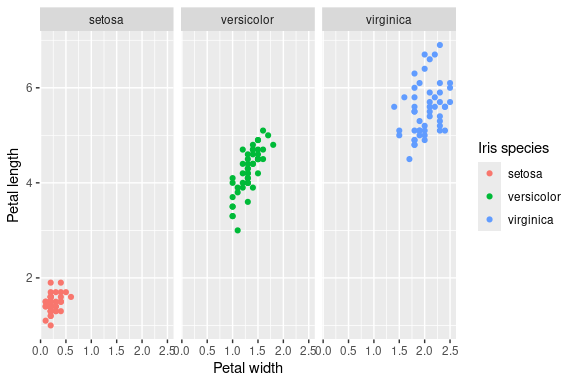 setosa versicolor virginica
6
4
2
Petal length
0.0 0.5 1.0 1.5 2.0 2.5 0.0 0.5 1.0 1.5 2.0 2.5 0.0 0.5 1.0 1.5 2.0 2.5
Petal width
Iris species
setosa
versicolor
virginica